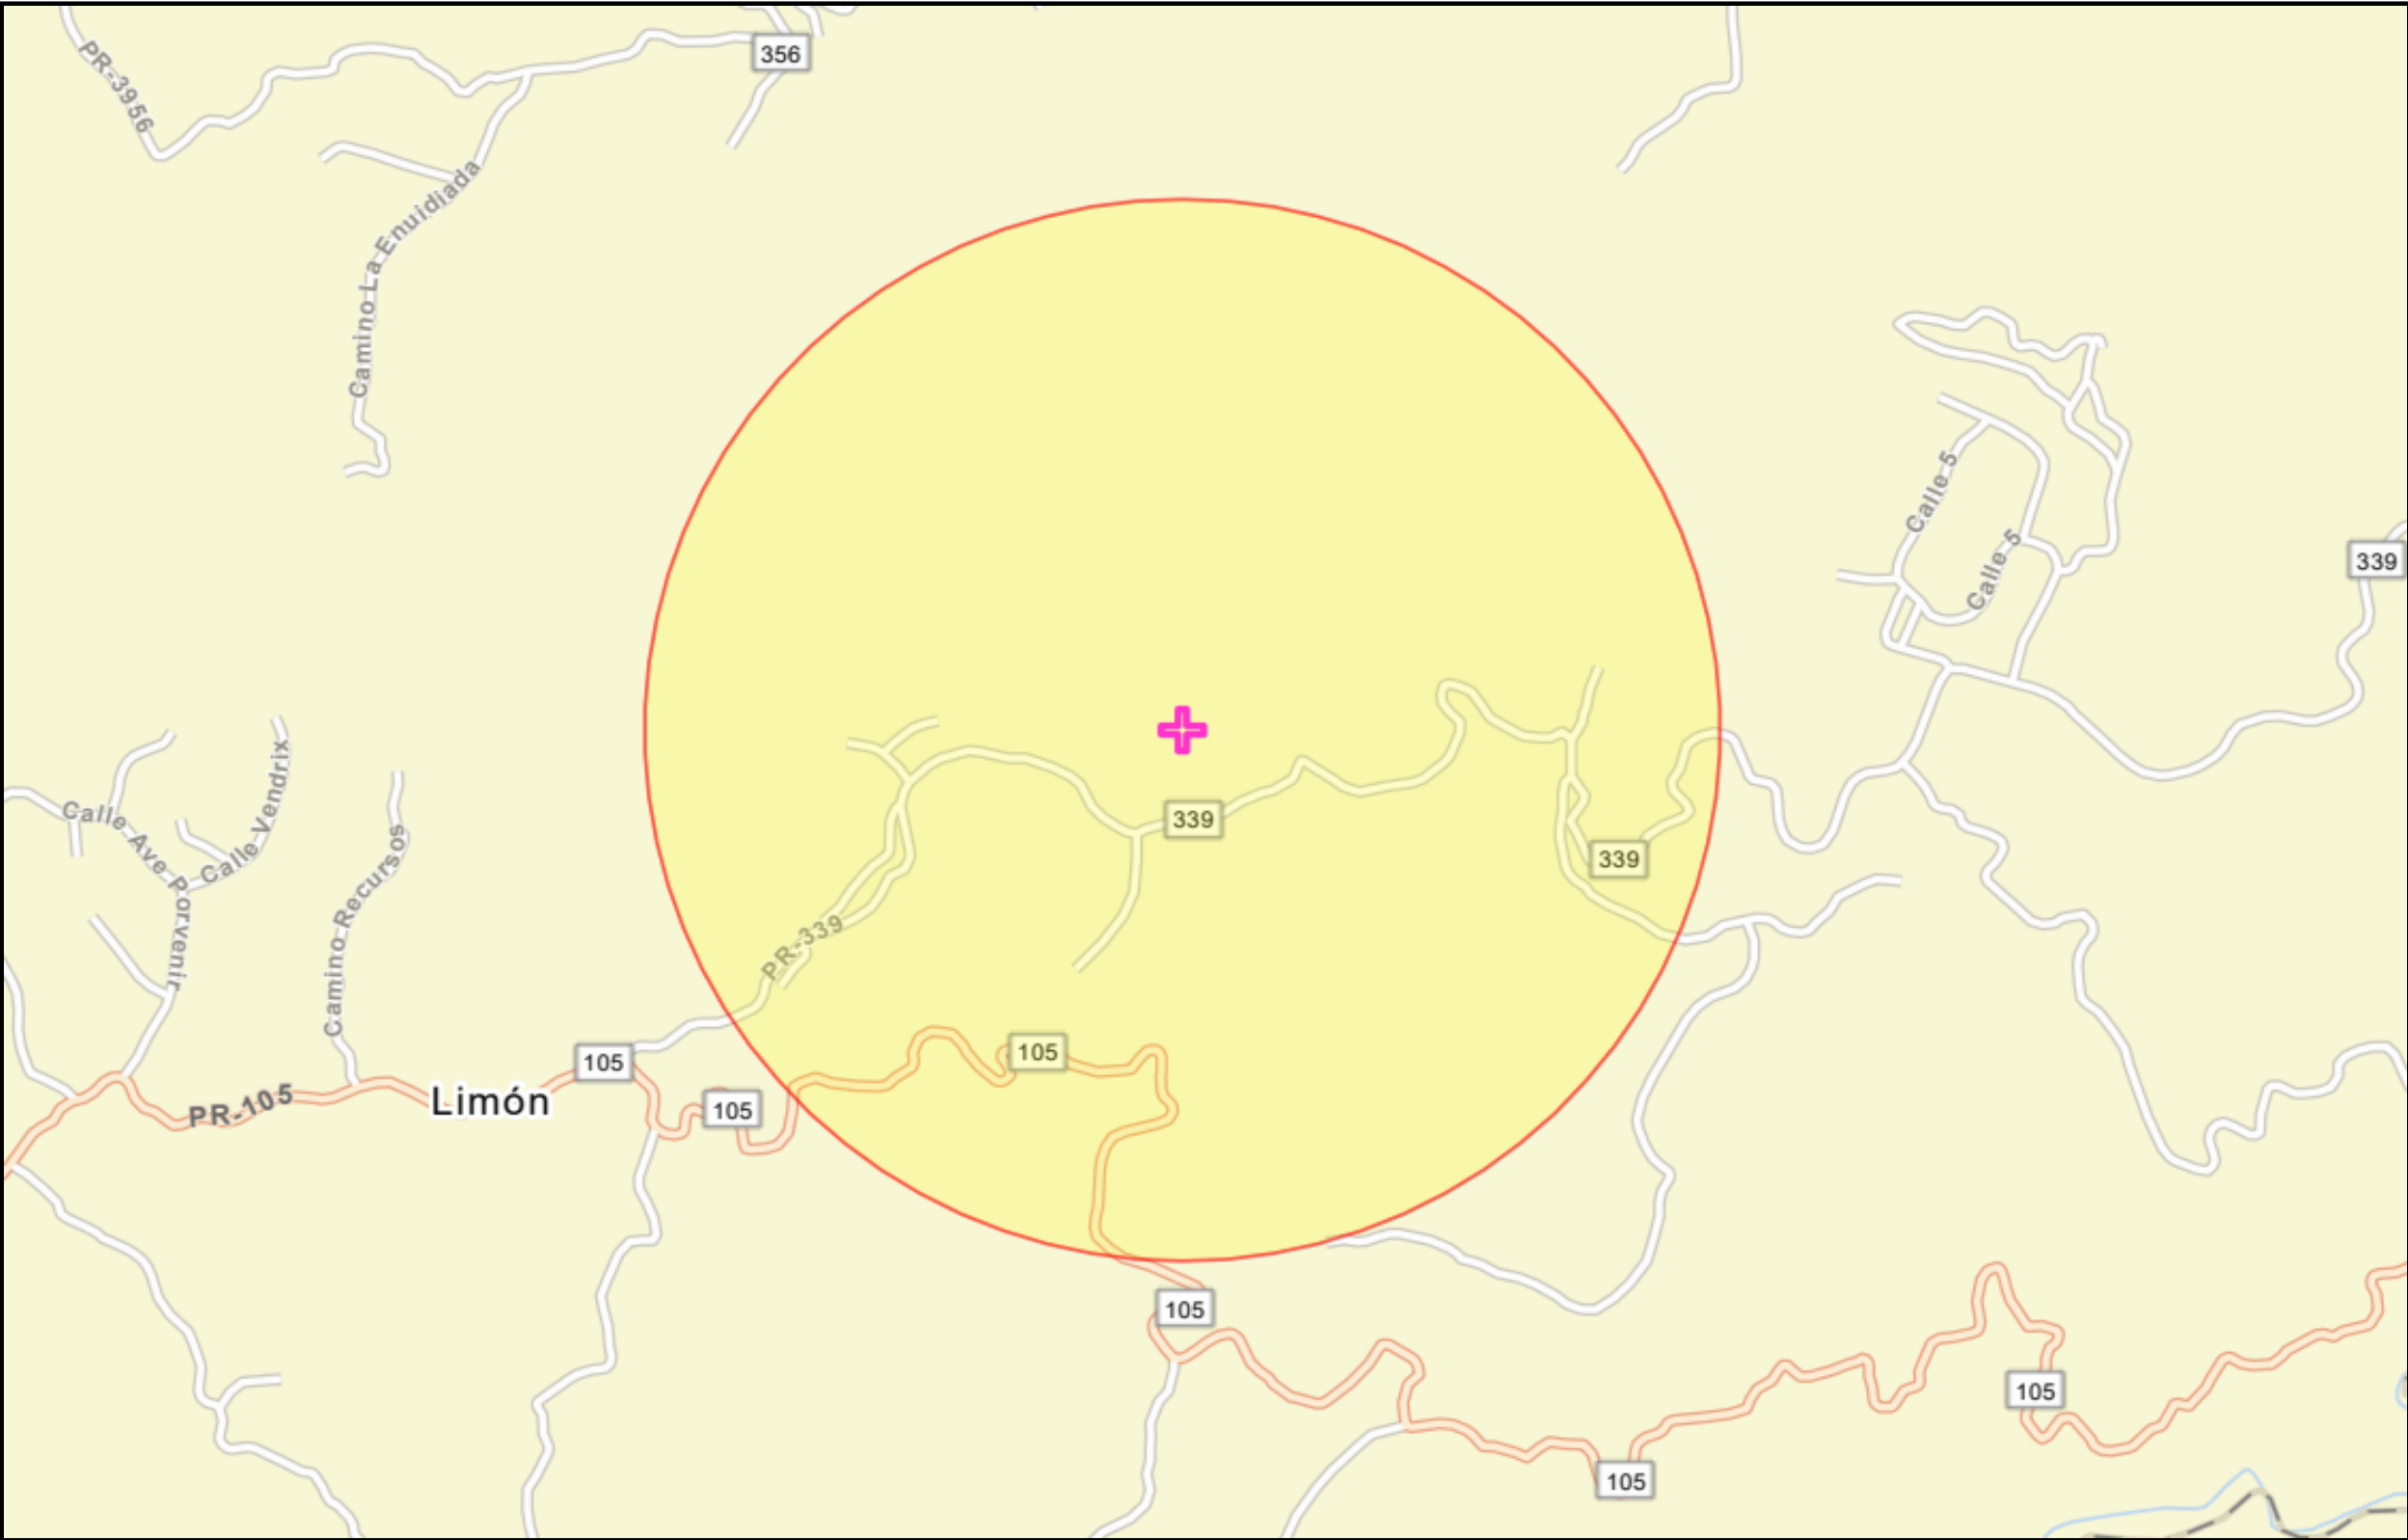 356
PR-3956
Camino La Enuidiada
Calle 5
Calle 5
339
339
339
Calle Ave Porvenir
Calle Vendrix
Camino Recursos
PR-339
105
105
105
Limón
PR-105
105
105
105